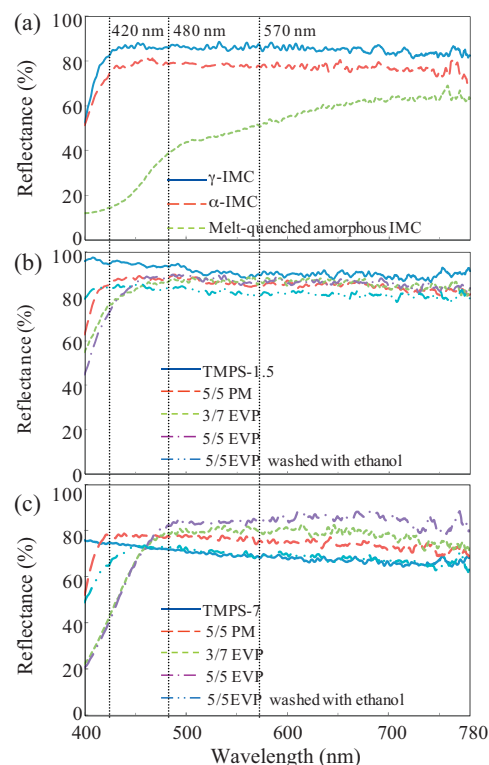 (a)
420 nm 480 nm 570 nm
100
80
60
40
20
0
Reflectance (%)
γ-IMC
α-IMC
Melt-quenched amorphous IMC
(b)
100
80
60
40
20
0
Reflectance (%)
TMPS-1.5
5/5 PM
3/7 EVP
5/5 EVP
5/5EVP washed with ethanol
(c)
100
80
60
40
20
0
Reflectance (%)
TMPS-7
5/5 PM
3/7 EVP
5/5 EVP
5/5EVP washed with ethanol
400 500 600 700 780
Wavelength (nm)